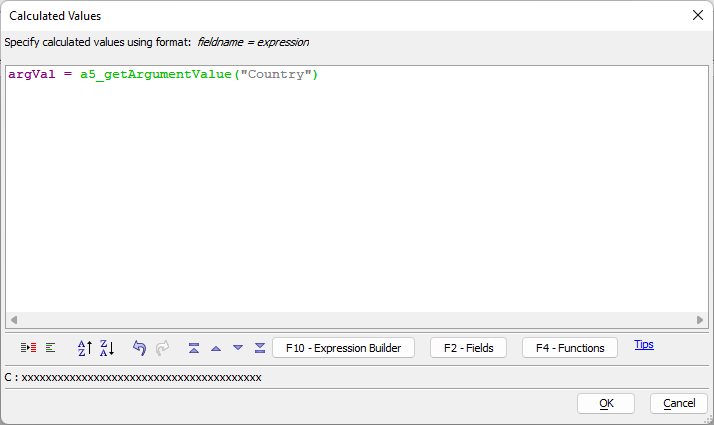 Calculated Values
Specify calculated values using format: fieldname = expression
argVal = a5_getArgumentValue("Country")
F10 - Expression Builder F2 - Fields F4 - Functions Tips
C : xxxxxxxxxxxxxxxxxxxxxxxxxxxxxxxxxxxxxxxx
OK Cancel